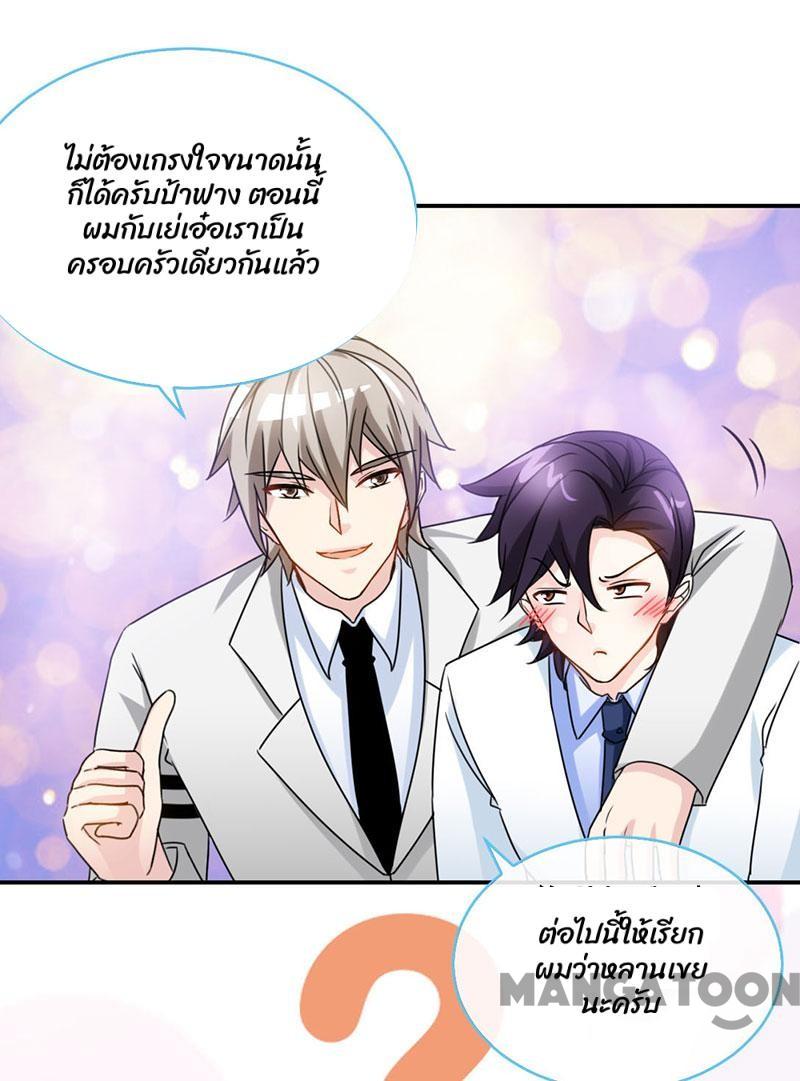 ไม่ต้องเกรงใจขนาดนั้น
ก็ได้ครับป้าฟาง ตอนนี้
ผมกับเย่เอ๋อเราเป็น
ครอบครัวเดียวกันแล้ว
ต่อไปนี้ให้เรียก
ผมว่าหลานเขย
นะครับ
MANGATOON
?